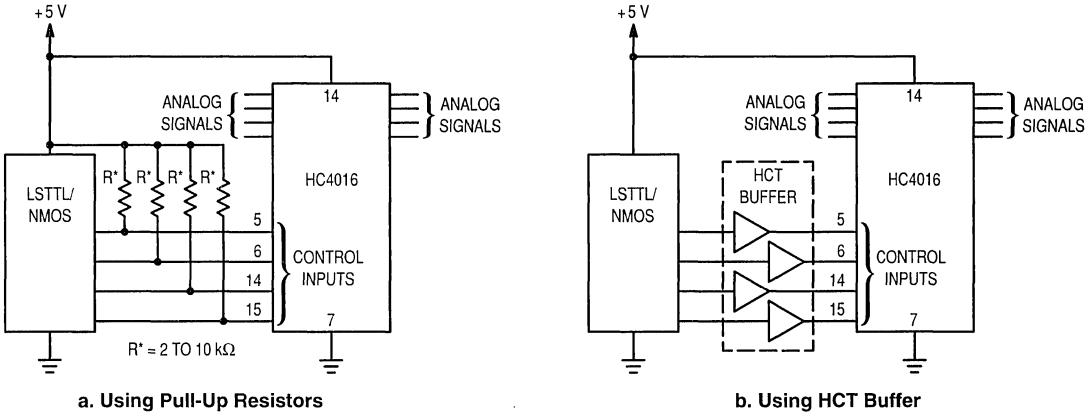 +5 V
14
ANALOG
SIGNALS
ANALOG
SIGNALS
LSTTL/
NMOS
R* R* R* R*
HC4016
5
6
14
15
CONTROL
INPUTS
7
R* = 2 TO 10 kΩ
a. Using Pull-Up Resistors
+5 V
14
ANALOG
SIGNALS
ANALOG
SIGNALS
LSTTL/
NMOS
HCT
BUFFER
HC4016
5
6
14
15
CONTROL
INPUTS
7
b. Using HCT Buffer